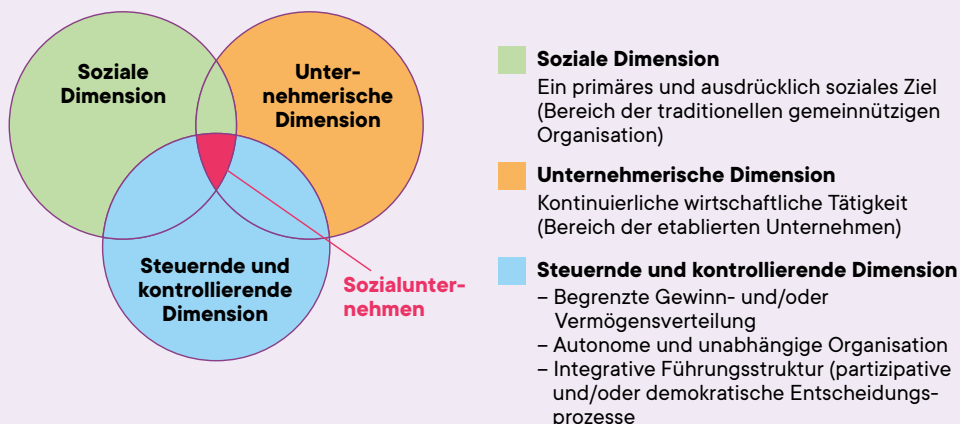 Soziale
Dimension
Unter-
nehmerische
Dimension
Steuernde und
kontrollierende
Dimension
Sozialunter-
nehmen
Soziale Dimension
Ein primäres und ausdrücklich soziales Ziel
(Bereich der traditionellen gemeinnützigen
Organisation)
Unternehmerische Dimension
Kontinuierliche wirtschaftliche Tätigkeit
(Bereich der etablierten Unternehmen)
Steuernde und kontrollierende Dimension
– Begrenzte Gewinn- und/oder
Vermögensverteilung
– Autonome und unabhängige Organisation
– Integrative Führungsstruktur (partizipative
und/oder demokratische Entscheidungs-
prozesse